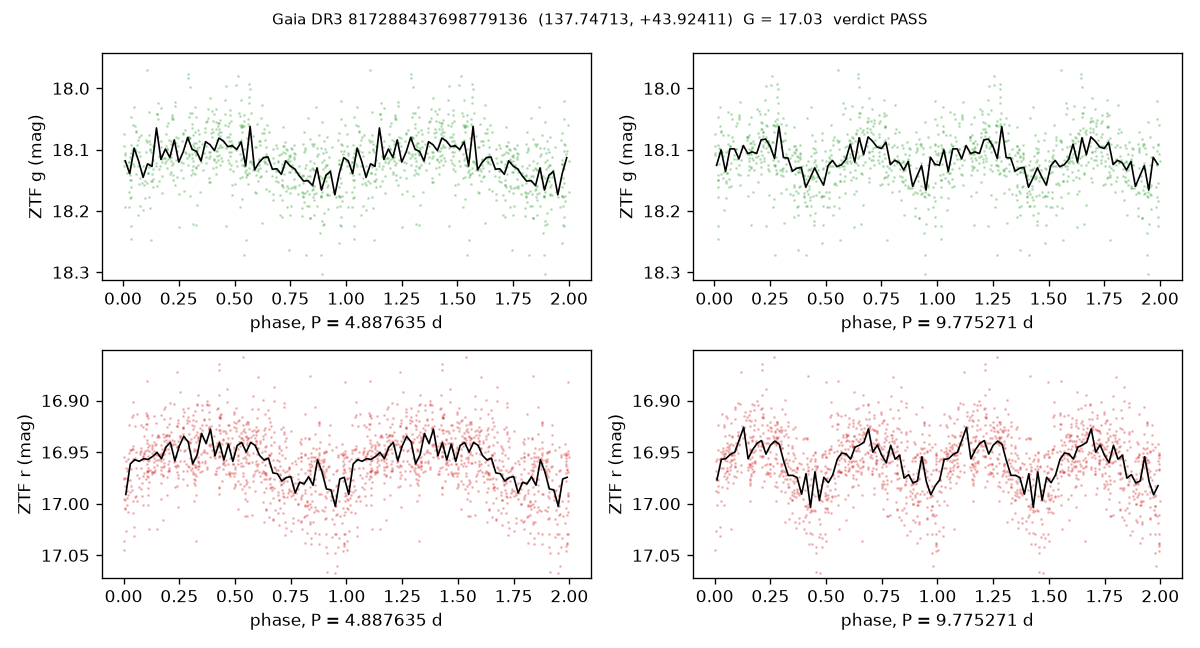 Gaia DR3 817288437698779136 (137.74713, +43.92411) G = 17.03 verdict PASS
ZTF g (mag)
18.0
18.1
18.2
18.3
0.00 0.25 0.50 0.75 1.00 1.25 1.50 1.75 2.00
phase, P = 4.887635 d
ZTF g (mag)
18.0
18.1
18.2
18.3
0.00 0.25 0.50 0.75 1.00 1.25 1.50 1.75 2.00
phase, P = 9.775271 d
ZTF r (mag)
16.90
16.95
17.00
17.05
0.00 0.25 0.50 0.75 1.00 1.25 1.50 1.75 2.00
phase, P = 4.887635 d
ZTF r (mag)
16.90
16.95
17.00
17.05
0.00 0.25 0.50 0.75 1.00 1.25 1.50 1.75 2.00
phase, P = 9.775271 d